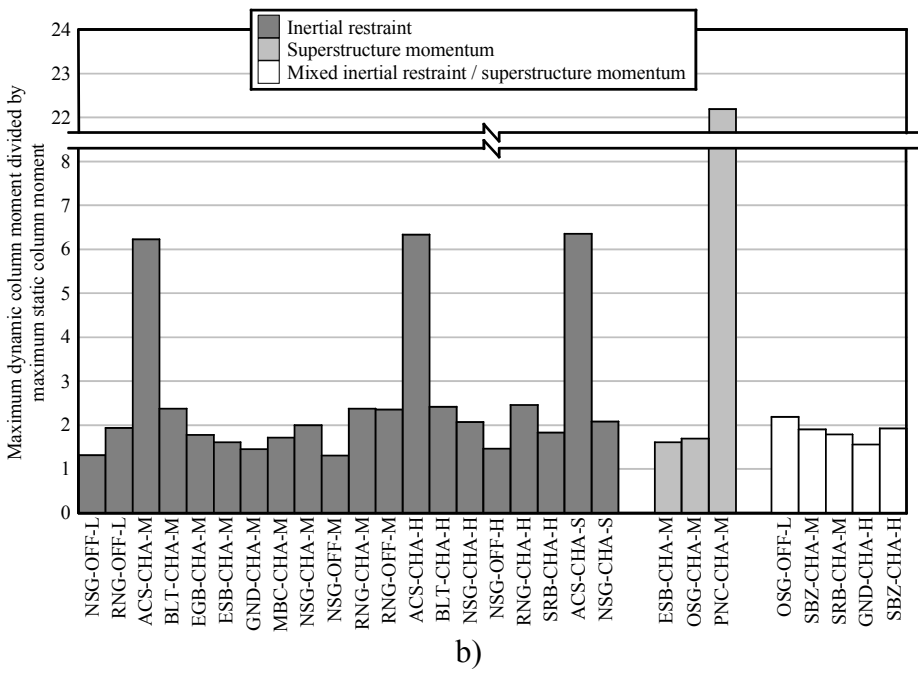 Inertial restraint
Superstructure momentum
Mixed inertial restraint / superstructure momentum
Maximum dynamic column moment divided by
maximum static column moment
24
23
22
8
7
6
5
4
3
2
1
0
NSG-OFF-L
RNG-OFF-L
ACS-CHA-M
BLT-CHA-M
EGB-CHA-M
ESB-CHA-M
GND-CHA-M
MBC-CHA-M
NSG-CHA-M
NSG-OFF-M
RNG-CHA-M
RNG-OFF-M
ACS-CHA-H
BLT-CHA-H
NSG-CHA-H
NSG-OFF-H
RNG-CHA-H
SRB-CHA-H
ACS-CHA-S
NSG-CHA-S
ESB-CHA-M
OSG-CHA-M
PNC-CHA-M
OSG-OFF-L
SBZ-CHA-M
SRB-CHA-M
GND-CHA-H
SBZ-CHA-H
b)